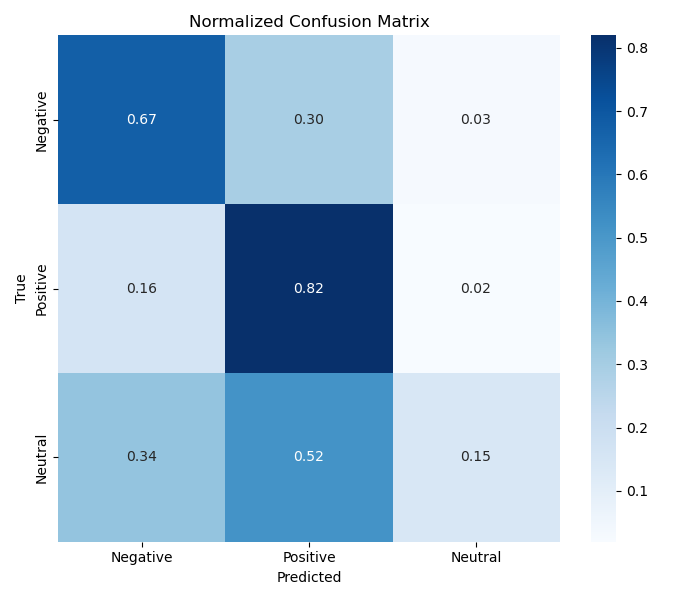 Normalized Confusion Matrix
Negative 0.67 0.30 0.03
Positive 0.16 0.82 0.02
Neutral 0.34 0.52 0.15
True
Negative Positive Neutral
Predicted
0.8
0.7
0.6
0.5
0.4
0.3
0.2
0.1